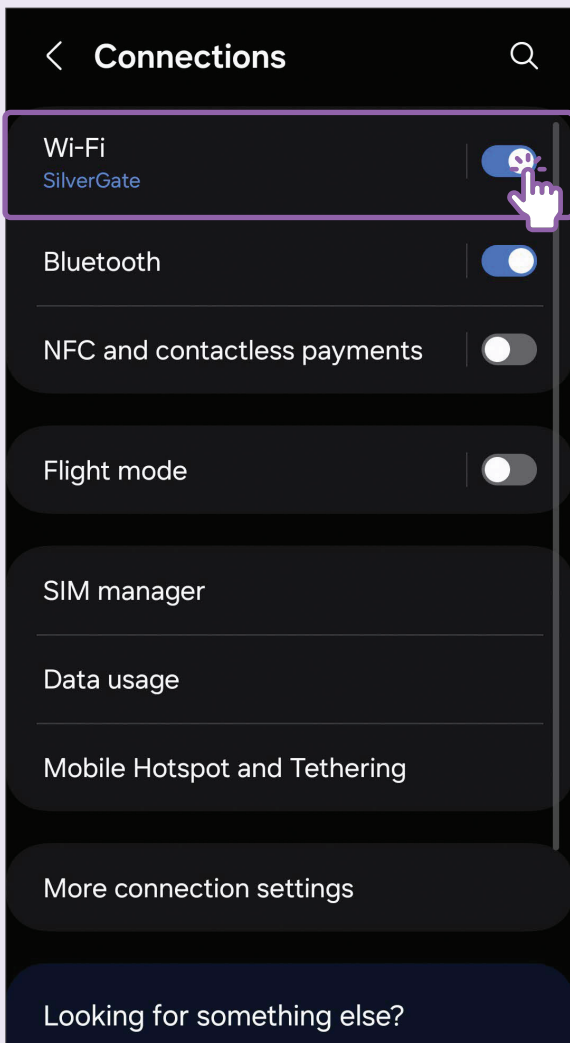 Connections
Wi-Fi
SilverGate
Bluetooth
NFC and contactless payments
Flight mode
SIM manager
Data usage
Mobile Hotspot and Tethering
More connection settings
Looking for something else?